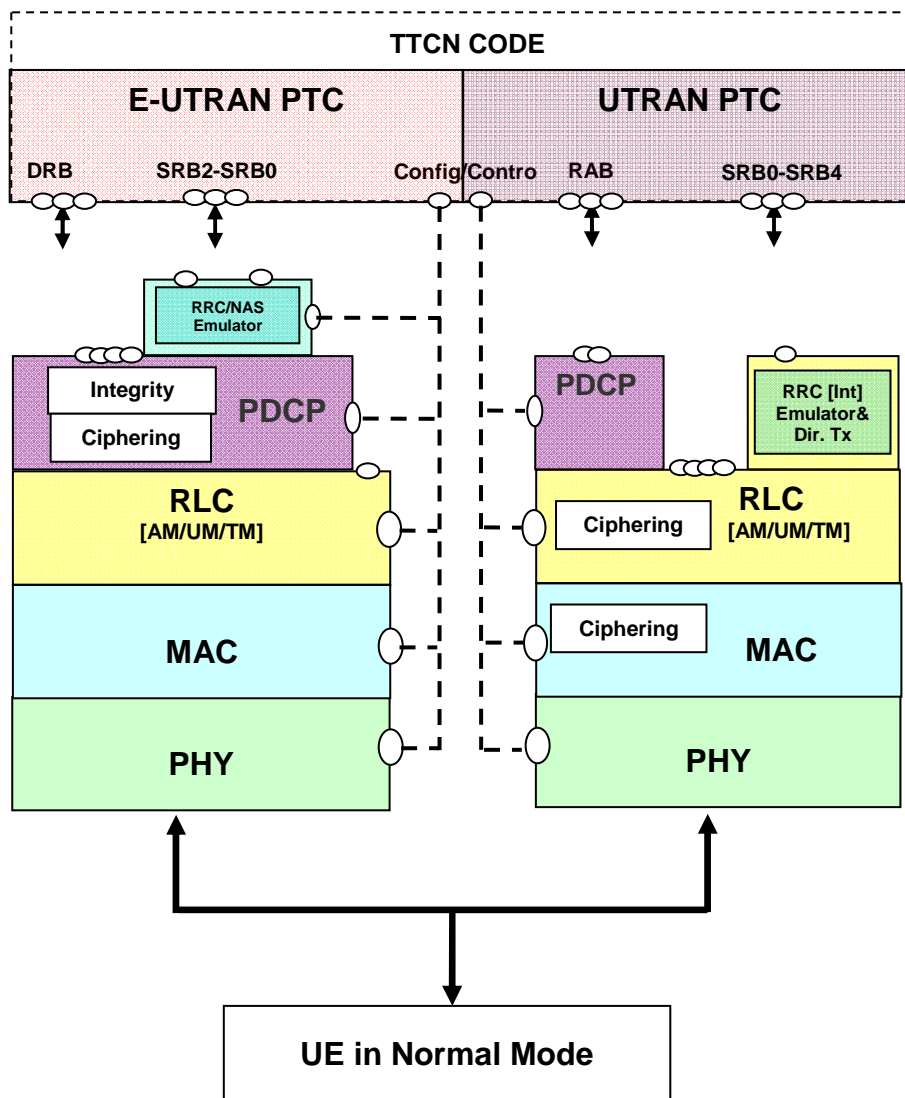 TTCN CODE
E-UTRAN PTC
UTRAN PTC
DRB
SRB2-SRB0
Config/Contro
RAB
SRB0-SRB4
RRC/NAS
Emulator
Integrity
Ciphering
PDCP
PDCP
RRC [Int]
Emulator&
Dir. Tx
RLC
[AM/UM/TM]
Ciphering
RLC
[AM/UM/TM]
MAC
Ciphering
MAC
PHY
PHY
UE in Normal Mode